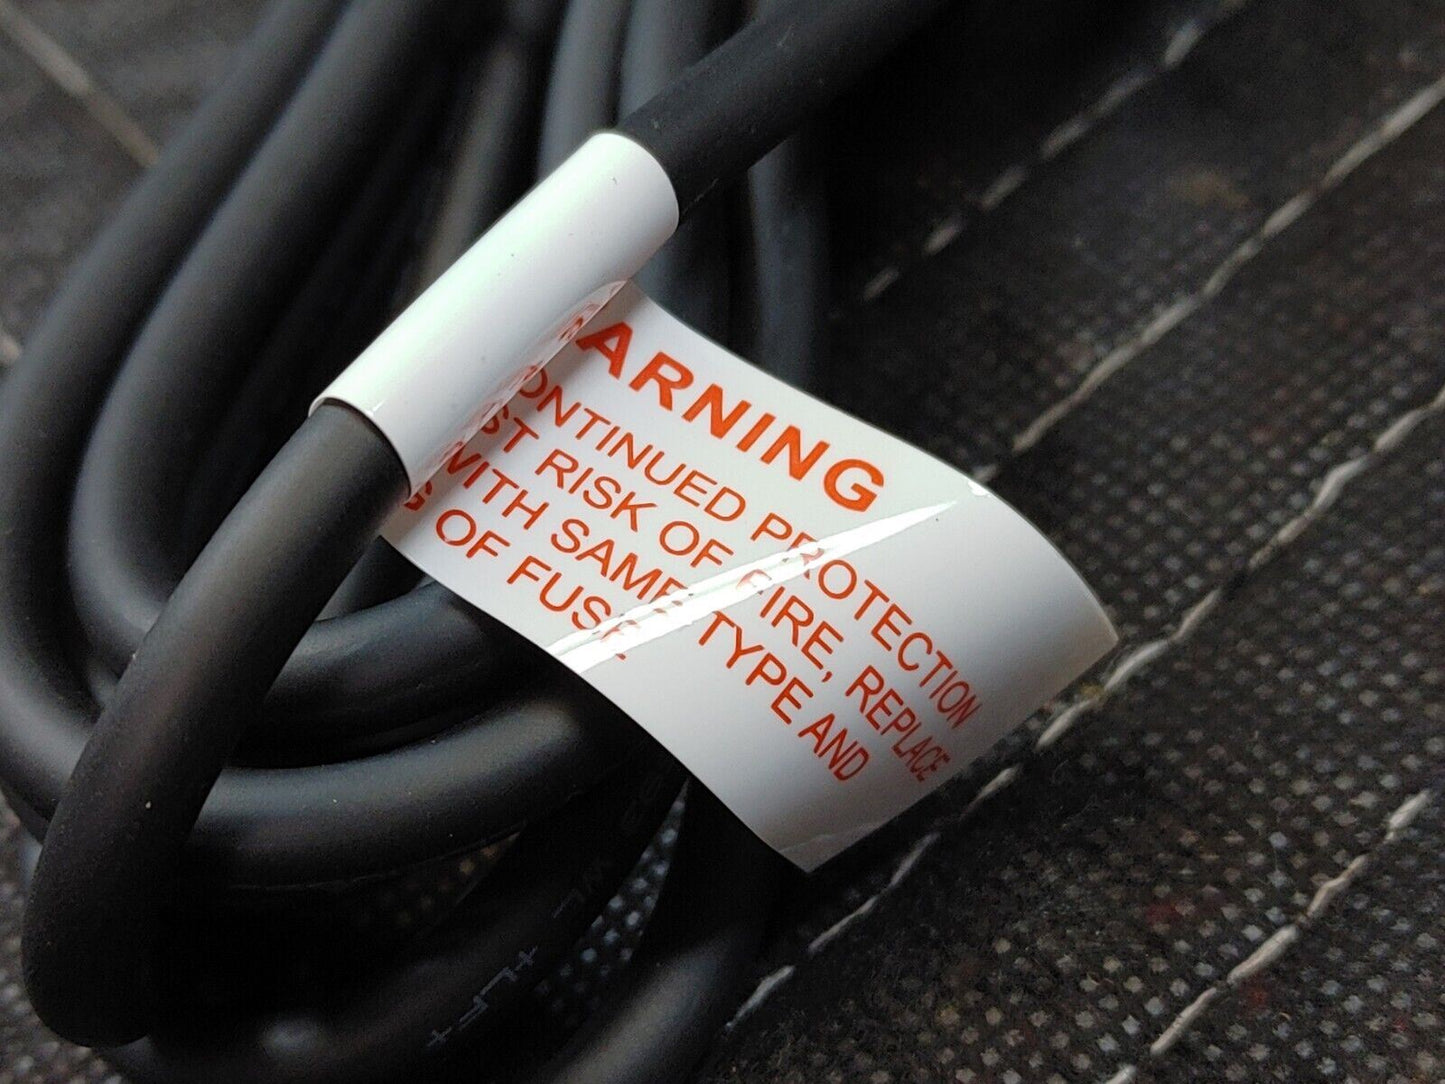 ARNING
ONTINUED PROTECTION
ST RISK OF FIRE, REPLACE
WITH SAME TYPE AND
S OF FUSE